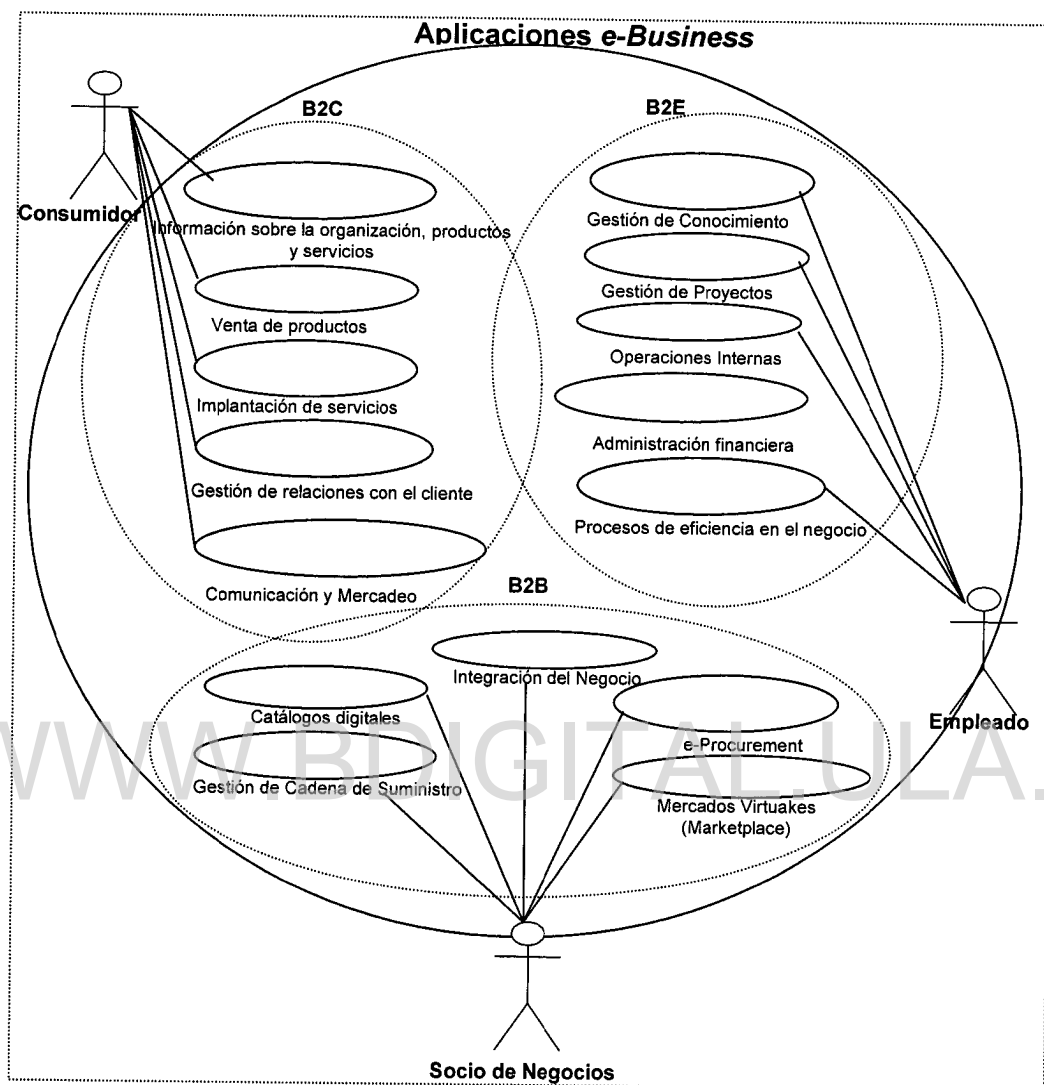 Aplicaciones e-Business
B2C
B2E
Consumidor
Información sobre la organización, productos
y servicios
Venta de productos
Implantación de servicios
Gestión de relaciones con el cliente
Comunicación y Mercadeo
Gestión de Conocimiento
Gestión de Proyectos
Operaciones Internas
Administración financiera
Procesos de eficiencia en el negocio
B2B
Integración del Negocio
Catálogos digitales
Gestión de Cadena de Suministro
e-Procurement
Mercados Virtuakes
(Marketplace)
Empleado
Socio de Negocios
WWW.BDIGITAL.ULA.